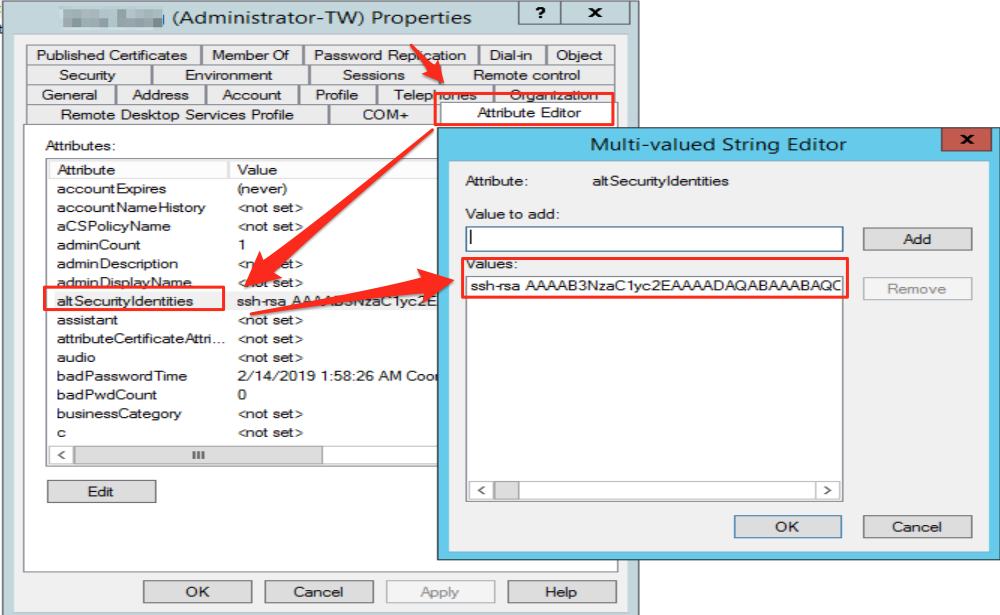 (Administrator-TW) Properties
?
x
Published Certificates Member Of Password Replication Dial-in Object
Security Environment Sessions Remote control
General Address Account Profile Telephones Organization
Remote Desktop Services Profile COM+ Attribute Editor
Attributes:
Attribute Value
accountExpires (never)
accountNameHistory <not set>
aCSPolicyName <not set>
adminCount 1
adminDescription <not set>
adminDisplayName <not set>
altSecurityIdentities ssh-rsa AAAAB3NzaC1yc2E
assistant <not set>
attributeCertificateAttri... <not set>
audio <not set>
badPasswordTime 2/14/2019 1:58:26 AM Coor
badPwdCount 0
businessCategory <not set>
c <not set>
Edit
OK Cancel Apply Help
Multi-valued String Editor
x
Attribute: altSecurityIdentities
Value to add:
Add
Values:
ssh-rsa AAAAB3NzaC1yc2EAAAADAQABAAABAQC
Remove
OK Cancel